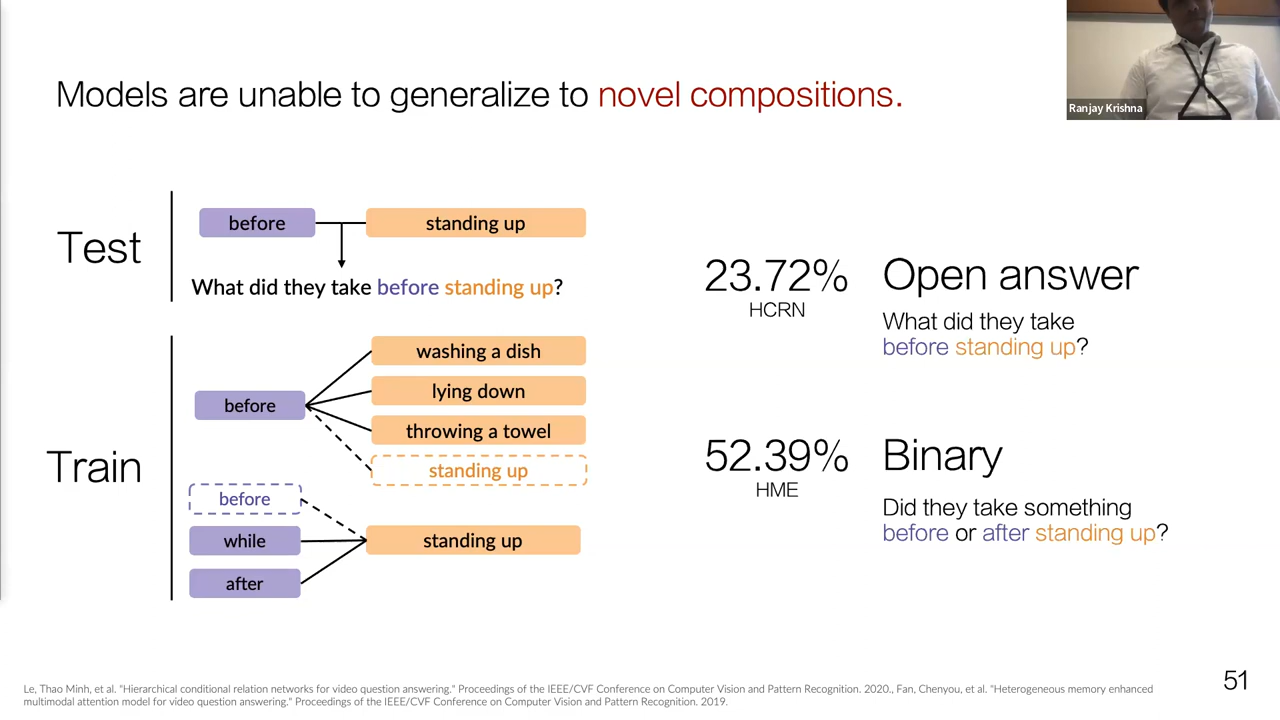 Models are unable to generalize to novel compositions.
Ranjay Krishna
Test
before
standing up
What did they take before standing up?
Train
before
washing a dish
lying down
throwing a towel
standing up
before
while
after
standing up
23.72%
HCRN
Open answer
What did they take
before standing up?
52.39%
HME
Binary
Did they take something
before or after standing up?
Le, Thao Minh, et al. "Hierarchical conditional relation networks for video question answering." Proceedings of the IEEE/CVF Conference on Computer Vision and Pattern Recognition. 2020., Fan, Chenyou, et al. "Heterogeneous memory enhanced
multimodal attention model for video question answering." Proceedings of the IEEE/CVF Conference on Computer Vision and Pattern Recognition. 2019.
51